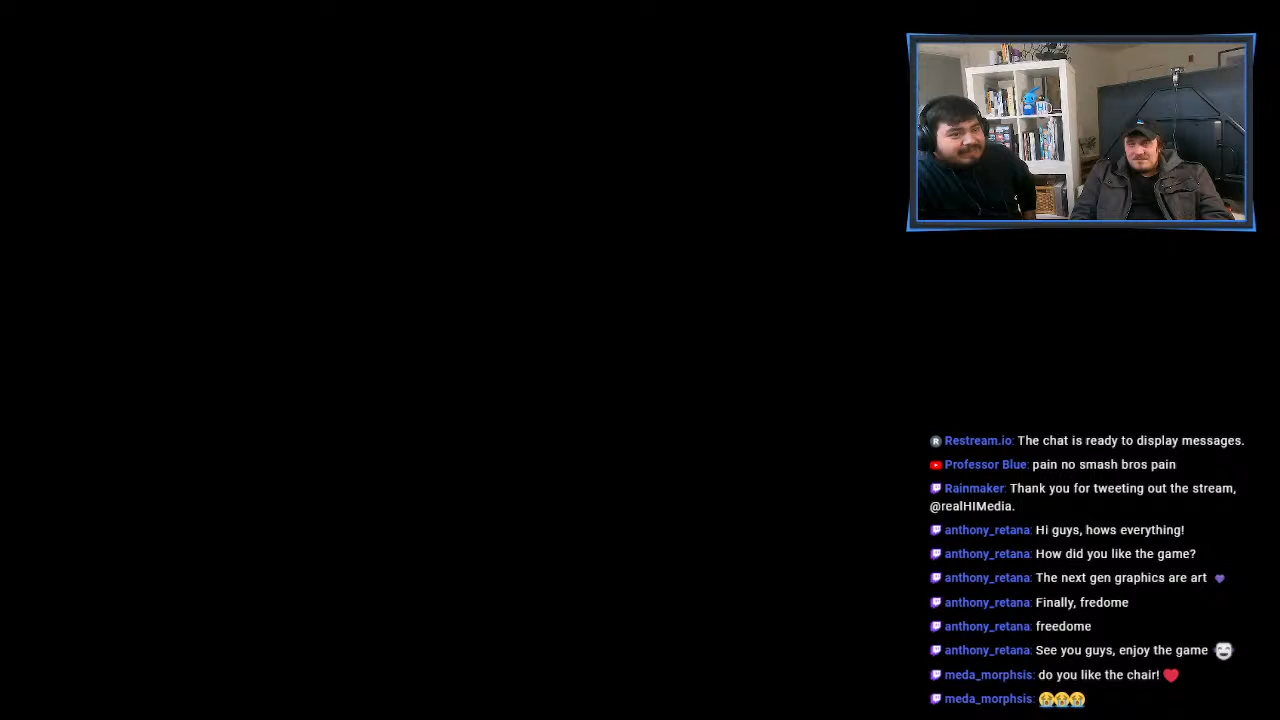 Restream.io: The chat is ready to display messages.
Professor Blue: pain no smash bros pain
Rainmaker: Thank you for tweeting out the stream,
@realHIMedia.
anthony_retana: Hi guys, hows everything!
anthony_retana: How did you like the game?
anthony_retana: The next gen graphics are art 💜
anthony_retana: Finally, fredome
anthony_retana: freedome
anthony_retana: See you guys, enjoy the game
meda_morphsis: do you like the chair! ❤️
meda_morphsis: 😭😭😭